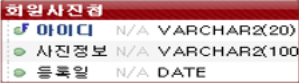 회원사진첩
아이디 N/A VARCHAR2(20)
사진정보 N/A VARCHAR2(100
등록일 N/A DATE